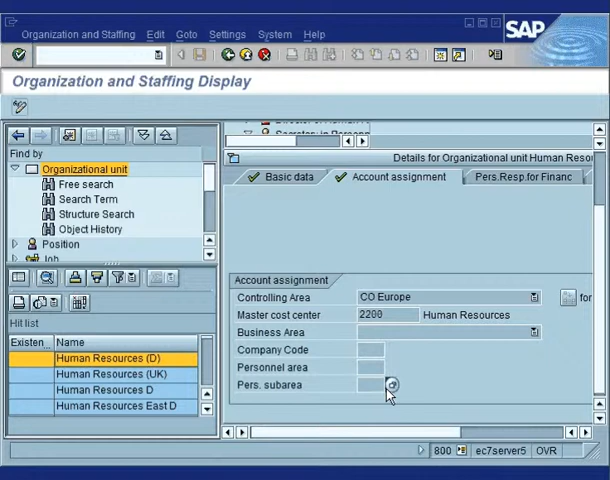 Organization and Staffing Edit Goto Settings System Help
SAP
Organization and Staffing Display
Find by
Organizational unit
Free search
Search Term
Structure Search
Object History
Position
Job
Hit list
Existen... Name
Human Resources (D)
Human Resources (UK)
Human Resources D
Human Resources East D
Details for Organizational unit Human Reso
Basic data
Account assignment
Pers.Resp.for Financ
Account assignment
Controlling Area CO Europe for
Master cost center 2200 Human Resources
Business Area
Company Code
Personnel area
Pers. subarea
800 ec7server5 OVR